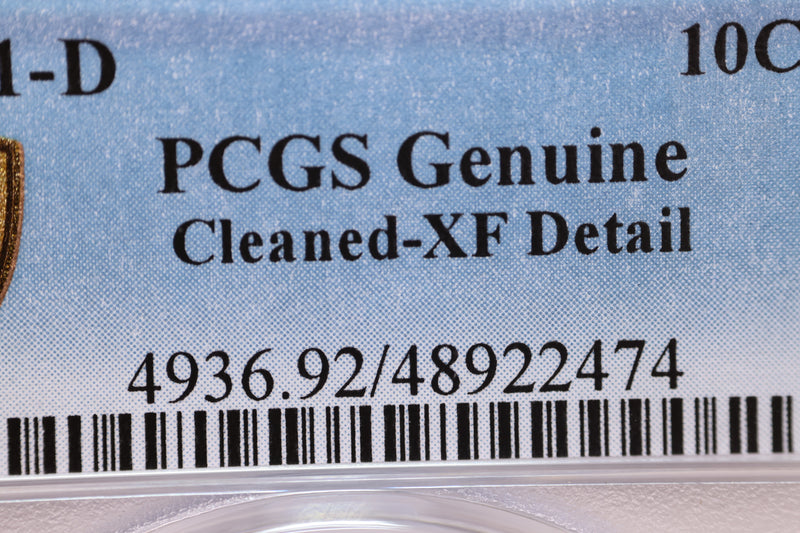 1-D 10C
PCGS Genuine
Cleaned-XF Detail
4936.92/48922474